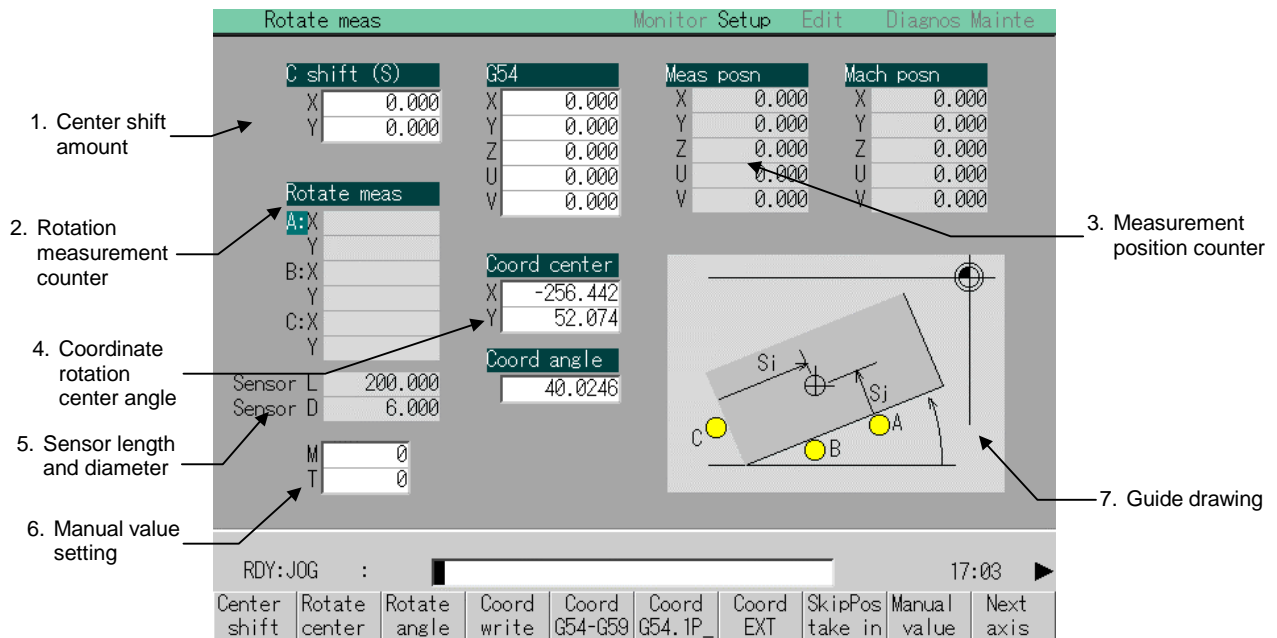 Rotate meas Monitor Setup Edit Diagnos Mainte
C shift (S)
X 0.000
Y 0.000
G54
X 0.000
Y 0.000
Z 0.000
U 0.000
V 0.000
Meas posn
X 0.000
Y 0.000
Z 0.000
U 0.000
V 0.000
Mach posn
X 0.000
Y 0.000
Z 0.000
U 0.000
V 0.000
1. Center shift
amount
Rotate meas
A:X
Y
B:X
Y
C:X
Y
2. Rotation
measurement
counter
3. Measurement
position counter
Coord center
X -256.442
Y 52.074
Coord angle
40.0246
4. Coordinate
rotation
center angle
Sensor L 200.000
Sensor D 6.000
5. Sensor length
and diameter
M 0
T 0
6. Manual value
setting
Si
Sj
C
B
A
7. Guide drawing
RDY:JOG : 17:03
Center shift
Rotate center
Rotate angle
Coord write
Coord G54-G59
Coord G54.1P_
Coord EXT
SkipPos take in
Manual value
Next axis